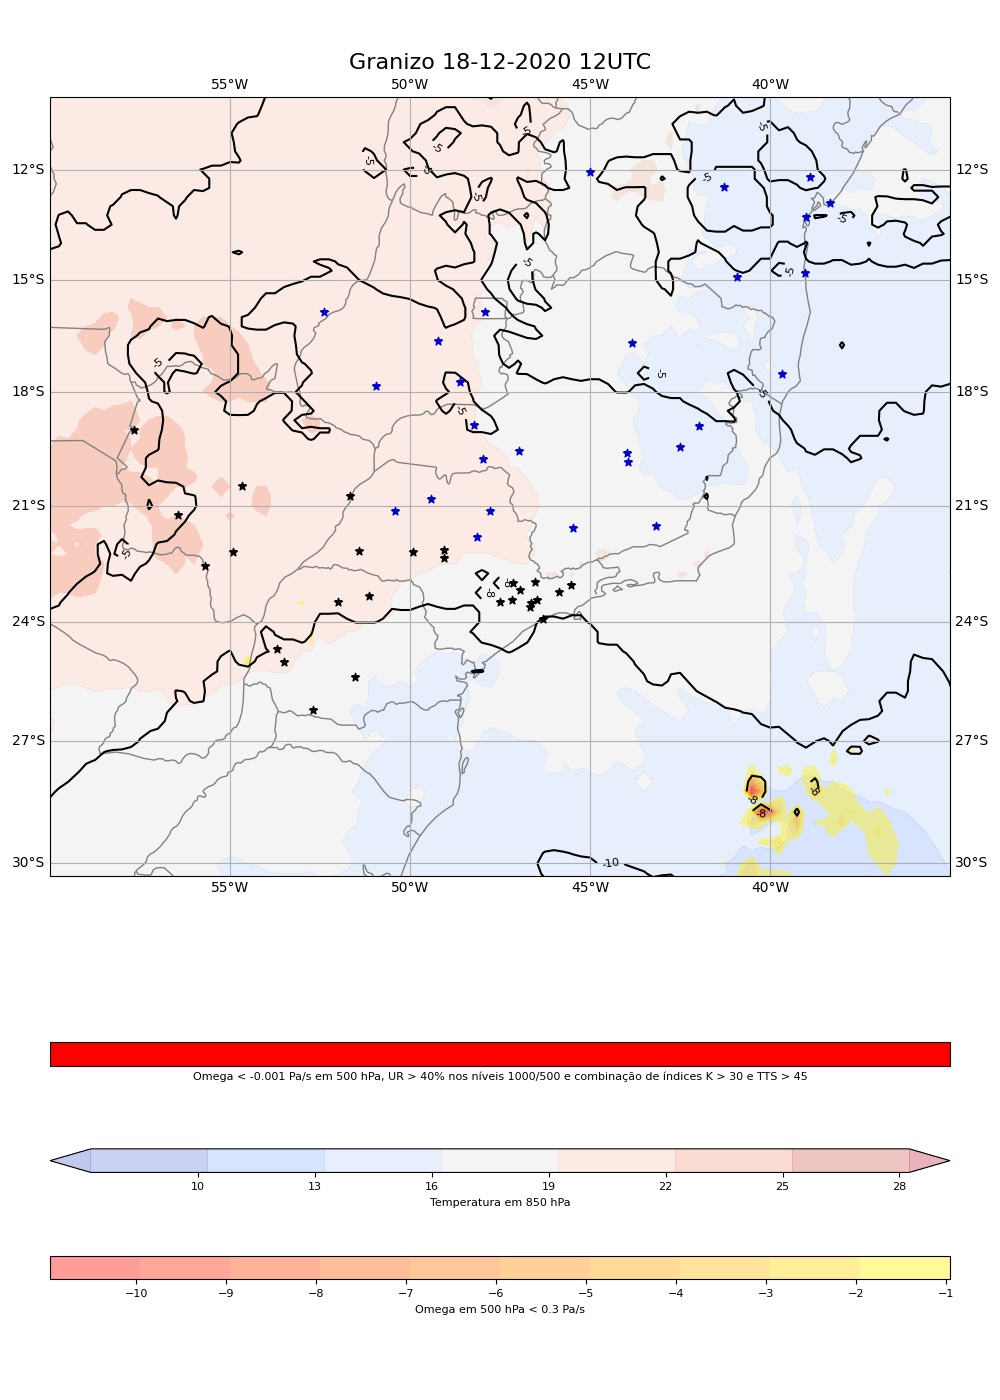 Granizo 18-12-2020 12UTC
55°W 50°W 45°W 40°W
12°S 12°S
15°S 15°S
18°S 18°S
21°S 21°S
24°S 24°S
27°S 27°S
30°S 30°S
-5 -5 -5 -5 -5
-5 -5 -5
-5 -5
-5 -5 -5
-5
-5
-8 -8
-8 -8
-8
-10
55°W 50°W 45°W 40°W
Omega < -0.001 Pa/s em 500 hPa, UR > 40% nos níveis 1000/500 e combinação de índices K > 30 e TTS > 45
10 13 16 19 22 25 28
Temperatura em 850 hPa
−10 −9 −8 −7 −6 −5 −4 −3 −2 −1
Omega em 500 hPa < 0.3 Pa/s